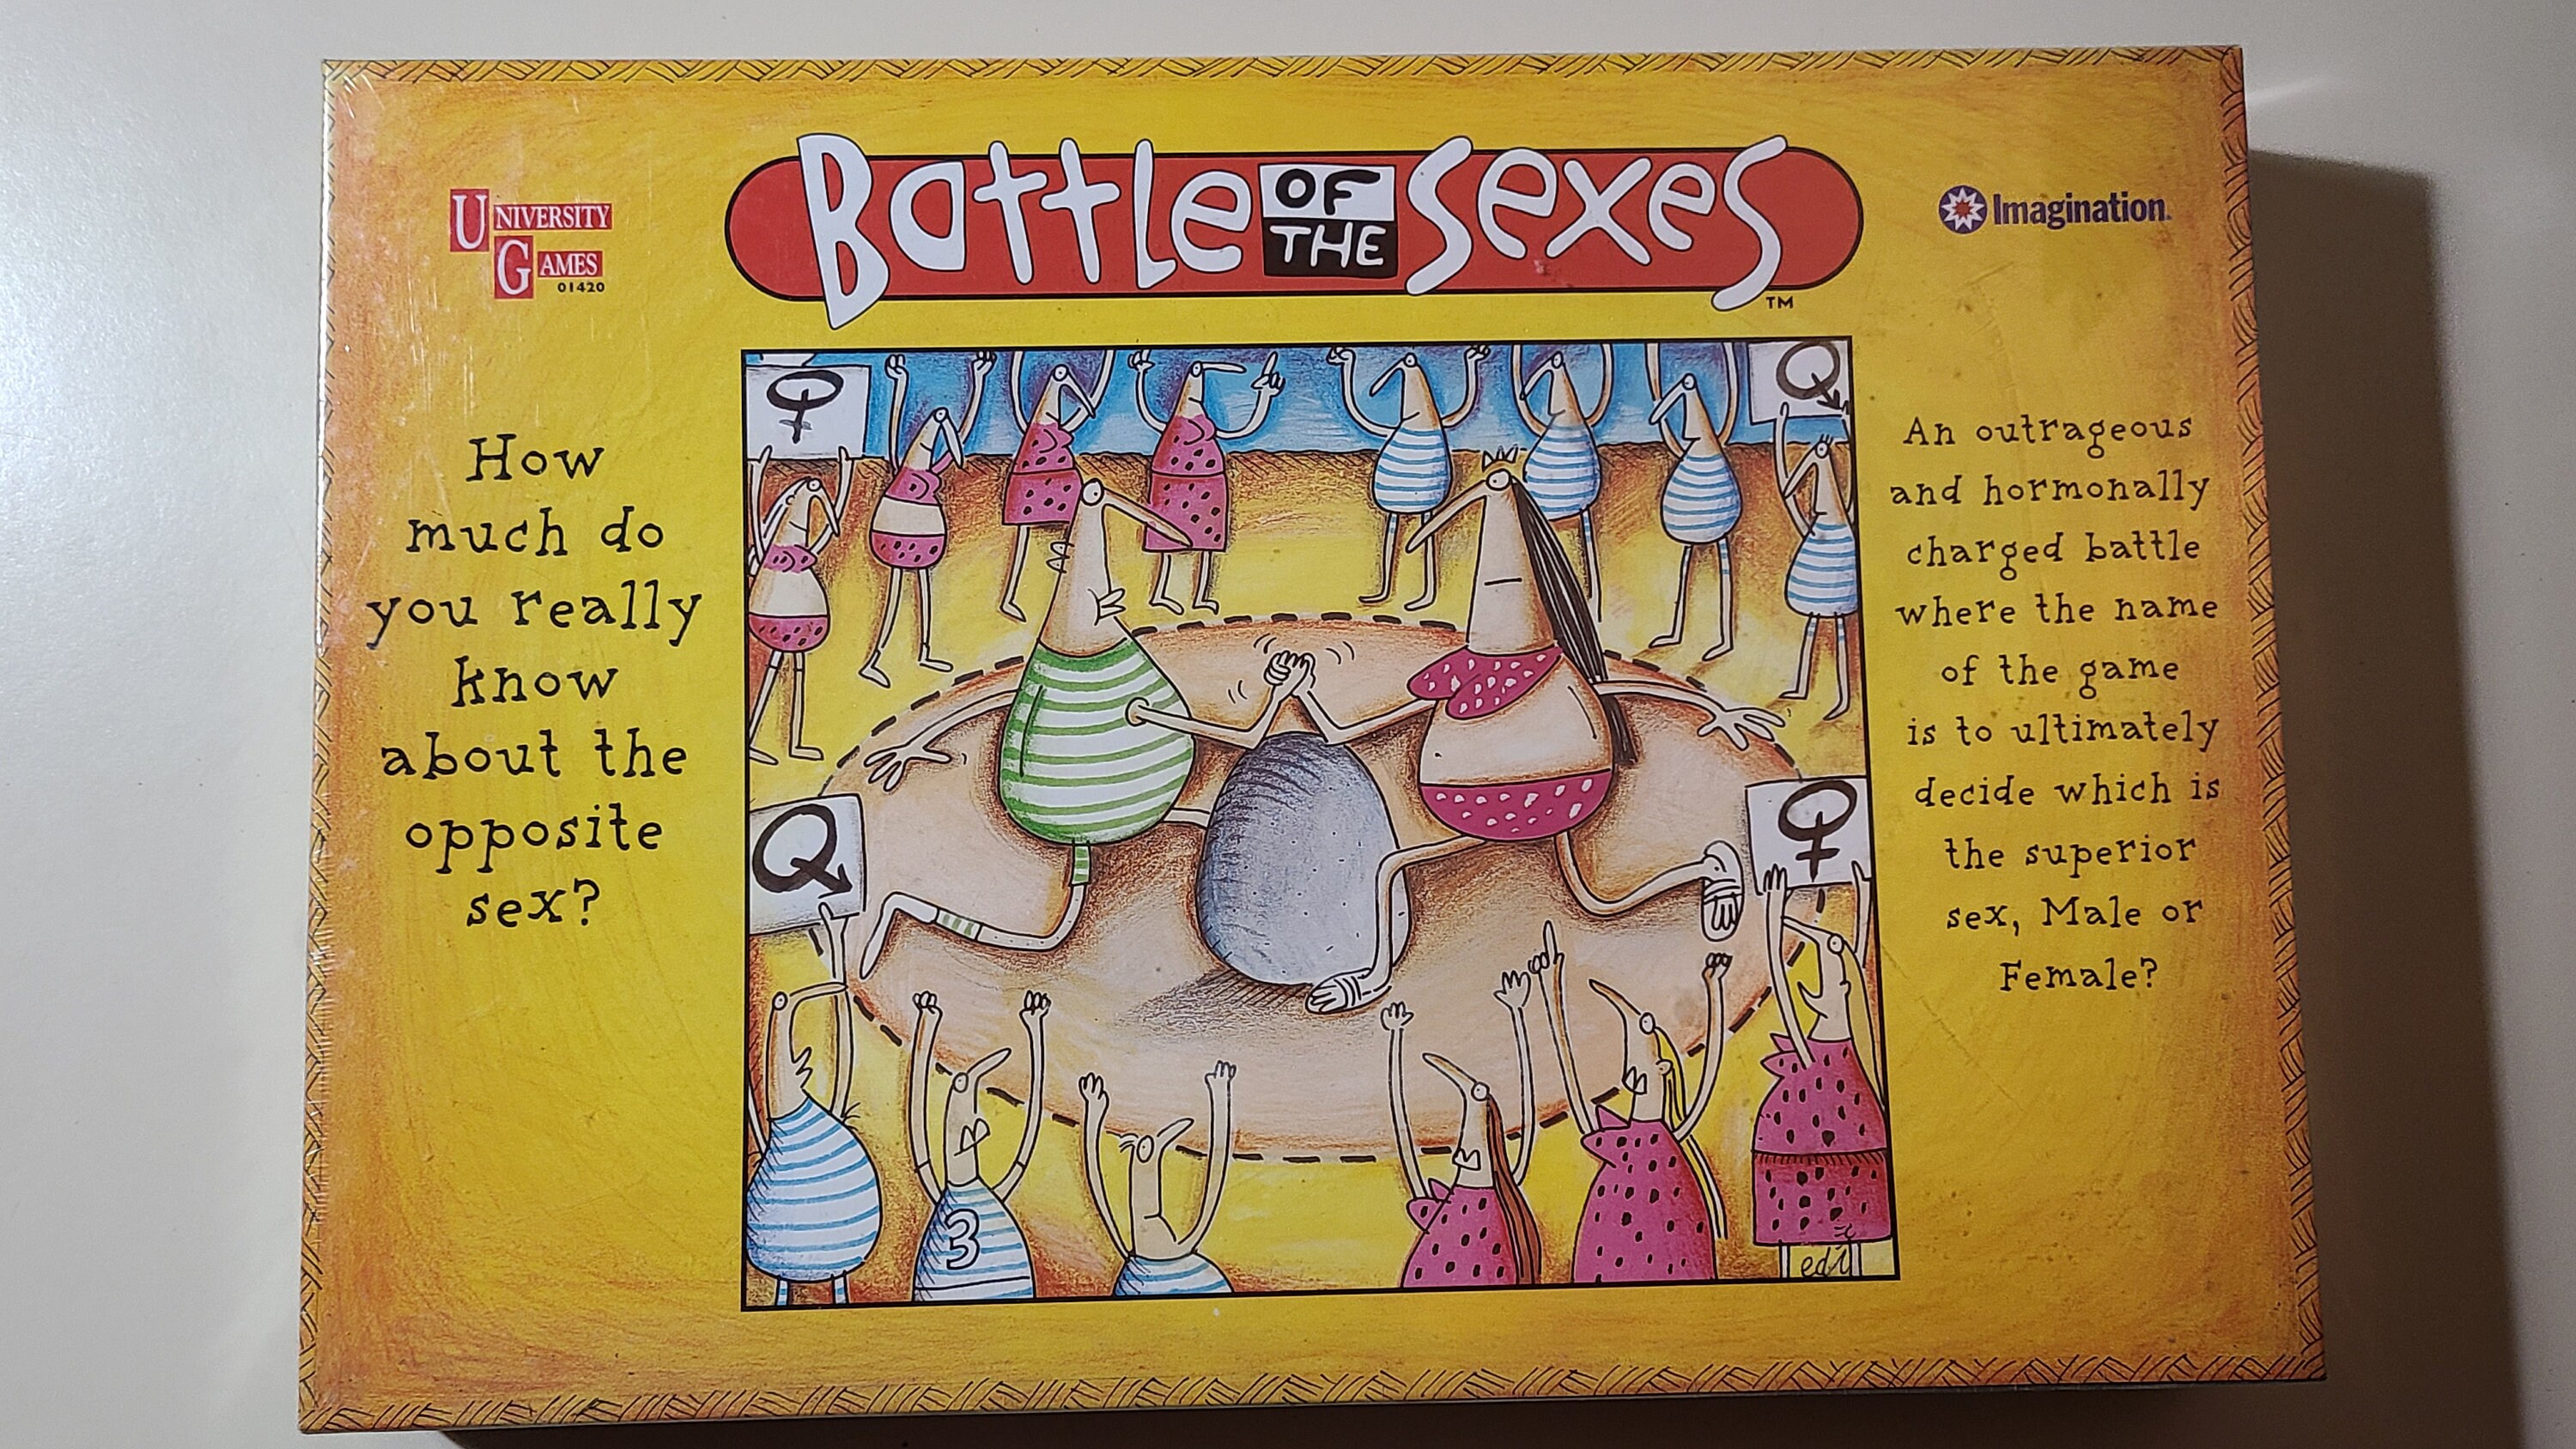 Battle OF THE Sexes
TM
UNIVERSITY
GAMES
01420
Imagination
How
much do
you really
know
about the
opposite
sex?
An outrageous
and hormonally
charged battle
where the name
of the game
is to ultimately
decide which is
the superior
sex, Male or
Female?
3
edi